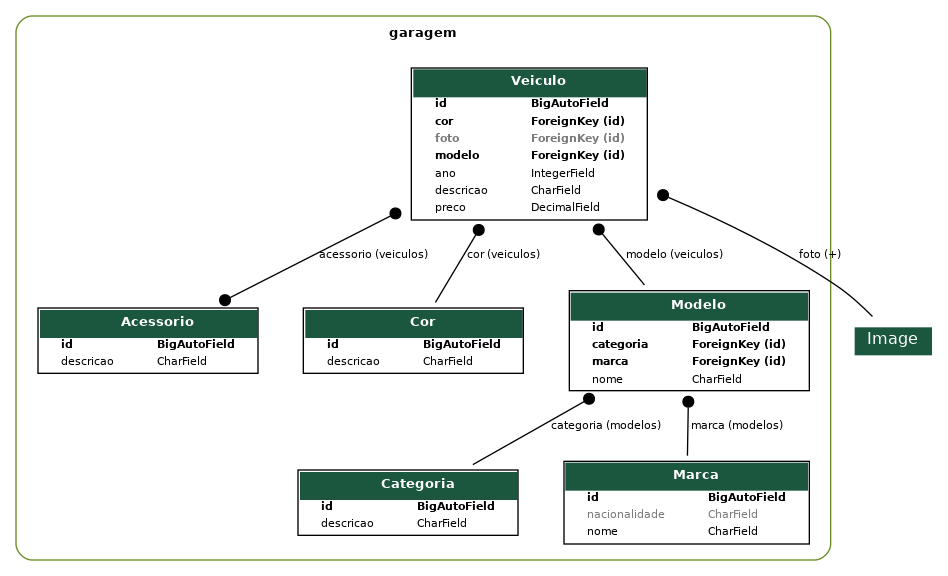 garagem
Veiculo
id BigAutoField
cor ForeignKey (id)
foto ForeignKey (id)
modelo ForeignKey (id)
ano IntegerField
descricao CharField
preco DecimalField
acessorio (veiculos)
cor (veiculos)
modelo (veiculos)
foto (+)
Acessorio
id BigAutoField
descricao CharField
Cor
id BigAutoField
descricao CharField
Modelo
id BigAutoField
categoria ForeignKey (id)
marca ForeignKey (id)
nome CharField
Image
categoria (modelos)
marca (modelos)
Categoria
id BigAutoField
descricao CharField
Marca
id BigAutoField
nacionalidade CharField
nome CharField